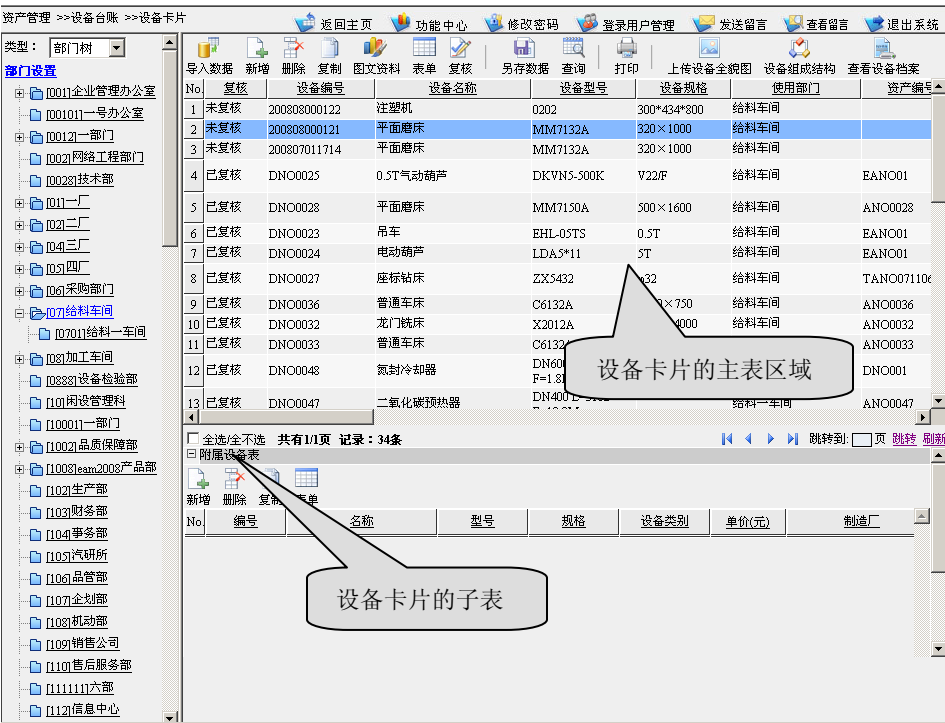 资产管理 >>设备台账 >>设备卡片
返回主页 功能中心 修改密码 登录用户管理 发送留言 查看留言 退出系统
类型： 部门树
部门设置
[001]企业管理办公室
[00101]一号办公室
[0012]一部门
[002]网络工程部门
[0028]技术部
[01]一厂
[02]二厂
[04]三厂
[05]四厂
[06]采购部门
[07]给料车间
[0701]给料一车间
[08]加工车间
[0888]设备检验部
[10]闲设管理科
[10001]一部门
[1002]品质保障部
[1008]eam2008产品部
[102]生产部
[103]财务部
[104]事务部
[105]汽研所
[106]品管部
[107]企划部
[108]机动部
[109]销售公司
[110]售后服务部
[111111]六部
[112]信息中心
导入数据 新增 删除 复制 图文资料 表单 复核 另存数据 查询 打印 上传设备全貌图 设备组成结构 查看设备档案
No. 复核 设备编号 设备名称 设备型号 设备规格 使用部门 资产编号
1 未复核 200808000122 注塑机 0202 300*434*800 给料车间
2 未复核 200808000121 平面磨床 MM7132A 320×1000 给料车间
3 未复核 200807011714 平面磨床 MM7132A 320×1000 给料车间
4 已复核 DNO0025 0.5T气动葫芦 DKVN5-500K V22/F 给料车间 EANO01
5 已复核 DNO0028 平面磨床 MM7150A 500×1600 给料车间 ANO0028
6 已复核 DNO0023 吊车 EHL-05TS 0.5T 给料车间 EANO01
7 已复核 DNO0024 电动葫芦 LDA5*11 5T 给料车间 EANO01
8 已复核 DNO0027 座标钻床 ZX5432 32 给料车间 TANO071106
9 已复核 DNO0036 普通车床 C6132A ×750 给料车间 ANO0036
10 已复核 DNO0032 龙门铣床 X2012A 4000 给料车间 ANO0032
11 已复核 DNO0033 普通车床 C6132 ANO0033
12 已复核 DNO0048 氮封冷却器 DN600 F=1.8 DNO001
13 已复核 DNO0047 二氧化碳预热器 DN400 给料车间 ANO0047
设备卡片的主表区域
全选/全不选 共有1/1页 记录：34条 跳转到: 页 跳转 刷新
附属设备表
新增 删除 复制 表单
No. 编号 名称 型号 规格 设备类别 单价(元) 制造厂
设备卡片的子表